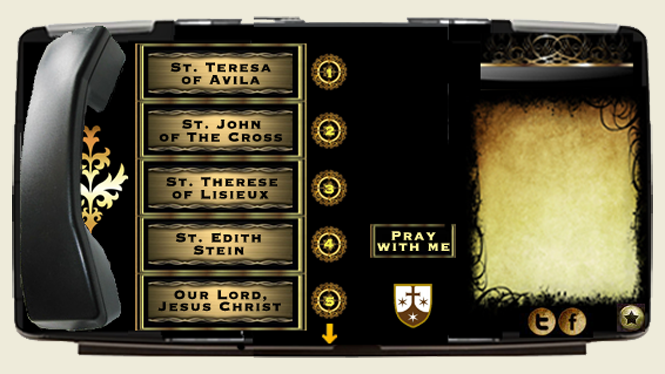 ST. TERESA
OF AVILA
1
ST. JOHN
OF THE CROSS
2
ST. THERESE
OF LISIEUX
3
ST. EDITH
STEIN
4
OUR LORD,
JESUS CHRIST
5
PRAY
WITH ME
t f